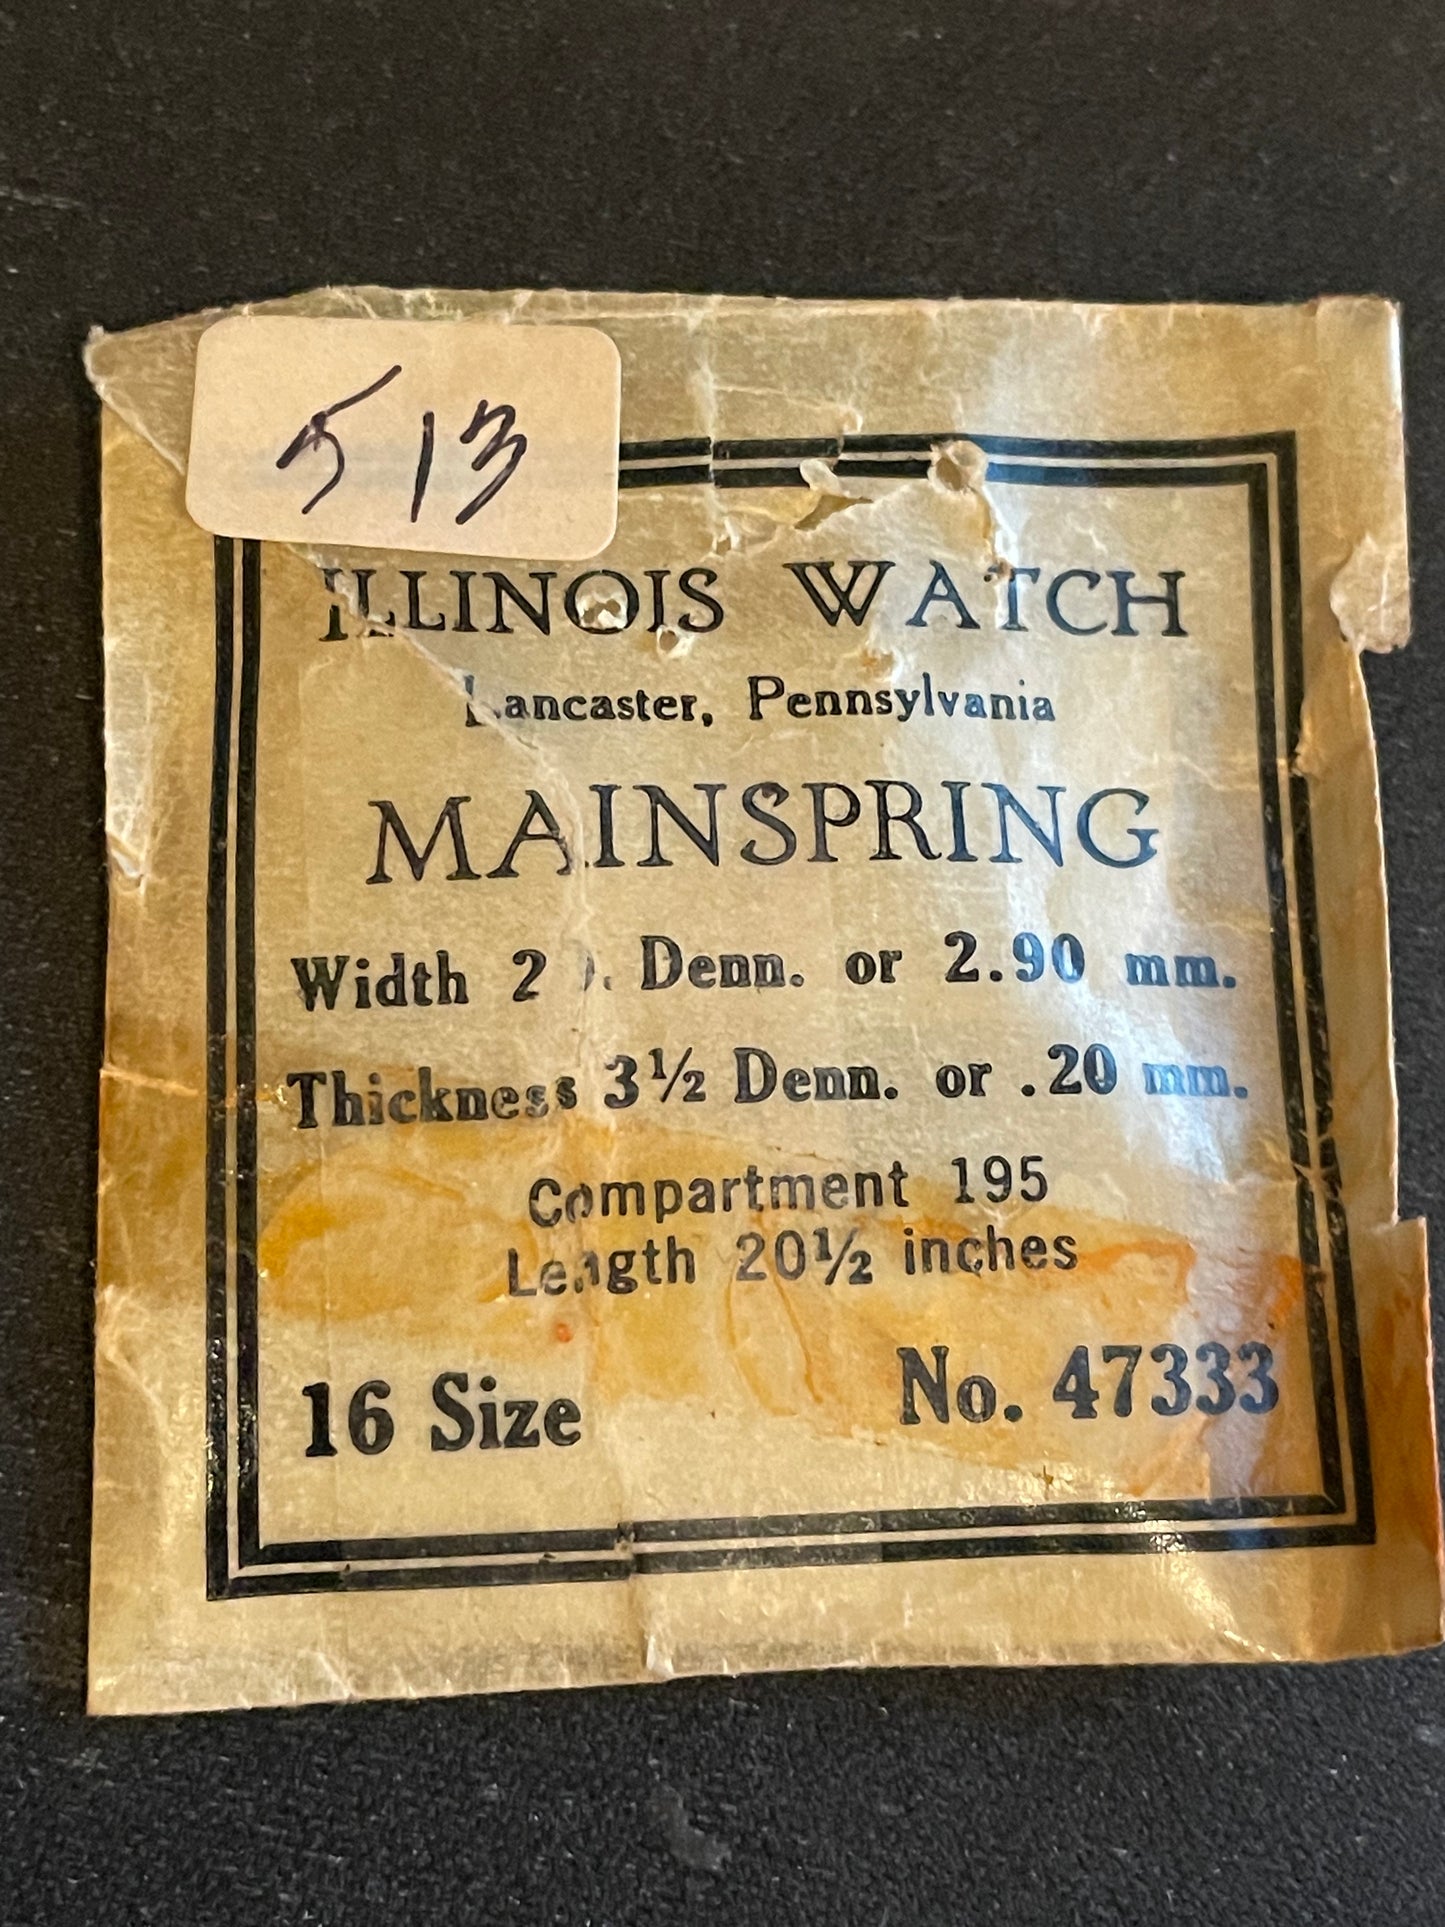 513
ILLINOIS WATCH
Lancaster, Pennsylvania
MAINSPRING
Width Denn. or 2.90 mm.
Thickness 3½ Denn. or .20 mm.
Compartment 195
Length 20½ inches
16 Size
No. 47333